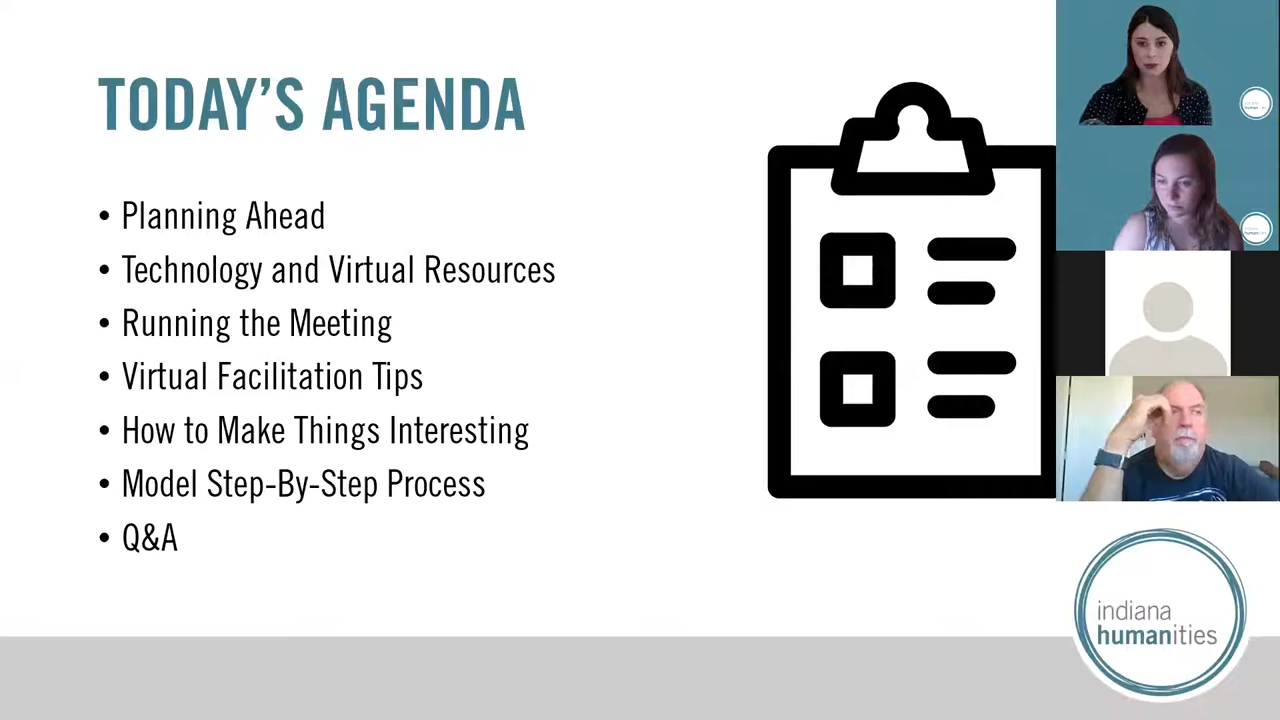 TODAY'S AGENDA
• Planning Ahead
• Technology and Virtual Resources
• Running the Meeting
• Virtual Facilitation Tips
• How to Make Things Interesting
• Model Step-By-Step Process
• Q&A
indiana
humanities